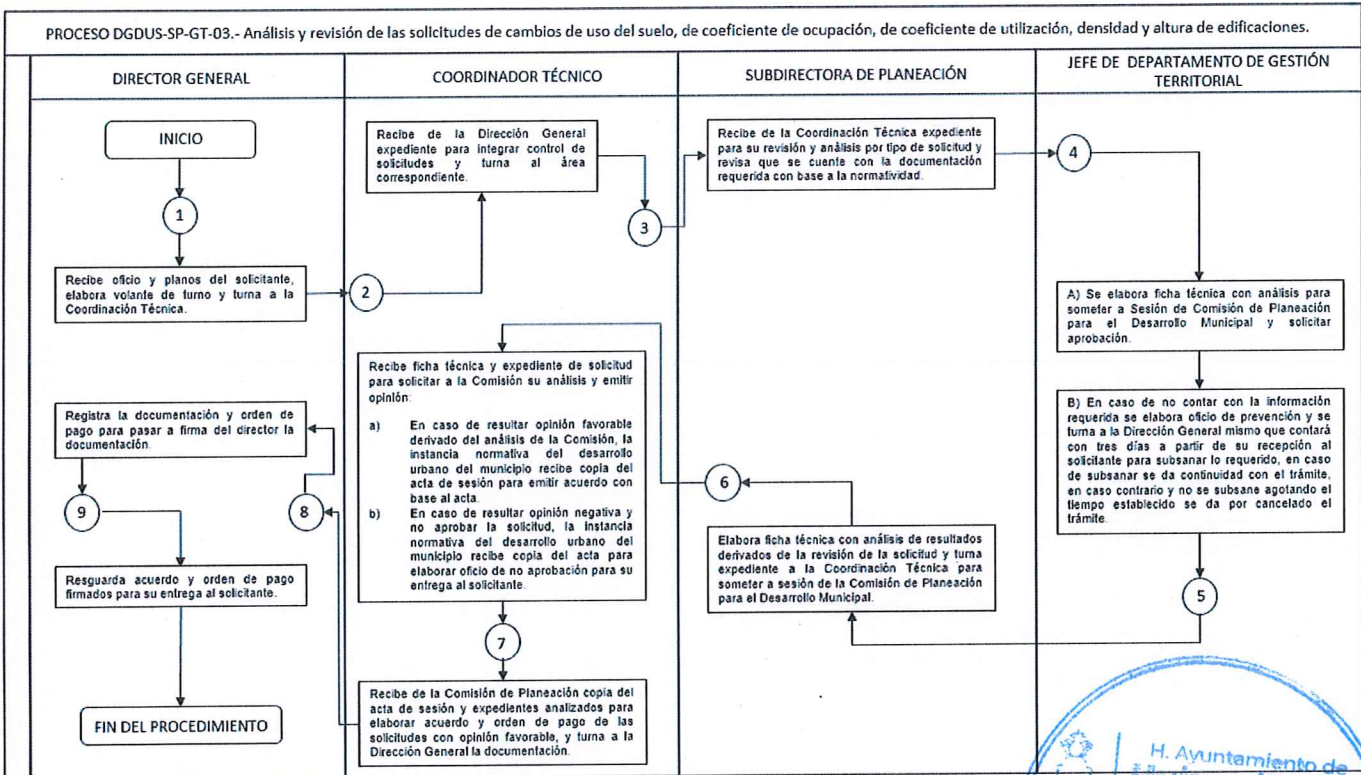 PROCESO DGDUS-SP-GT-03.- Análisis y revisión de las solicitudes de cambios de uso del suelo, de coeficiente de ocupación, de coeficiente de utilización, densidad y altura de edificaciones.
DIRECTOR GENERAL
COORDINADOR TÉCNICO
SUBDIRECTORA DE PLANEACIÓN
JEFE DE DEPARTAMENTO DE GESTIÓN
TERRITORIAL
INICIO
1
Recibe oficio y planos del solicitante,
elabora volante de turno y turna a la
Coordinación Técnica.
2
Recibe de la Dirección General
expediente para integrar control de
solicitudes y turna al área
correspondiente.
3
Recibe de la Coordinación Técnica expediente
para su revisión y análisis por tipo de solicitud y
revisa que se cuente con la documentación
requerida con base a la normatividad.
4
A) Se elabora ficha técnica con análisis para
someter a Sesión de Comisión de Planeación
para el Desarrollo Municipal y solicitar
aprobación.
B) En caso de no contar con la información
requerida se elabora oficio de prevención y se
turna a la Dirección General mismo que contará
con tres días a partir de su recepción al
solicitante para subsanar lo requerido, en caso
de subsanar se da continuidad con el trámite,
en caso contrario y no se subsane agotando el
tiempo establecido se da por cancelado el
trámite.
5
Elabora ficha técnica con análisis de resultados
derivados de la revisión de la solicitud y turna
expediente a la Coordinación Técnica para
someter a sesión de la Comisión de Planeación
para el Desarrollo Municipal.
6
Recibe ficha técnica y expediente de solicitud
para solicitar a la Comisión su análisis y emitir
opinión:
a) En caso de resultar opinión favorable
derivado del análisis de la Comisión, la
instancia normativa del desarrollo
urbano del municipio recibe copia del
acta de sesión para emitir acuerdo con
base al acta.
b) En caso de resultar opinión negativa y
no aprobar la solicitud, la instancia
normativa del desarrollo urbano del
municipio recibe copia del acta para
elaborar oficio de no aprobación para su
entrega al solicitante.
7
Recibe de la Comisión de Planeación copia del
acta de sesión y expedientes analizados para
elaborar acuerdo y orden de pago de las
solicitudes con opinión favorable, y turna a la
Dirección General la documentación.
8
Registra la documentación y orden de
pago para pasar a firma del director la
documentación.
9
Resguarda acuerdo y orden de pago
firmados para su entrega al solicitante.
FIN DEL PROCEDIMIENTO
H. Ayuntamiento de